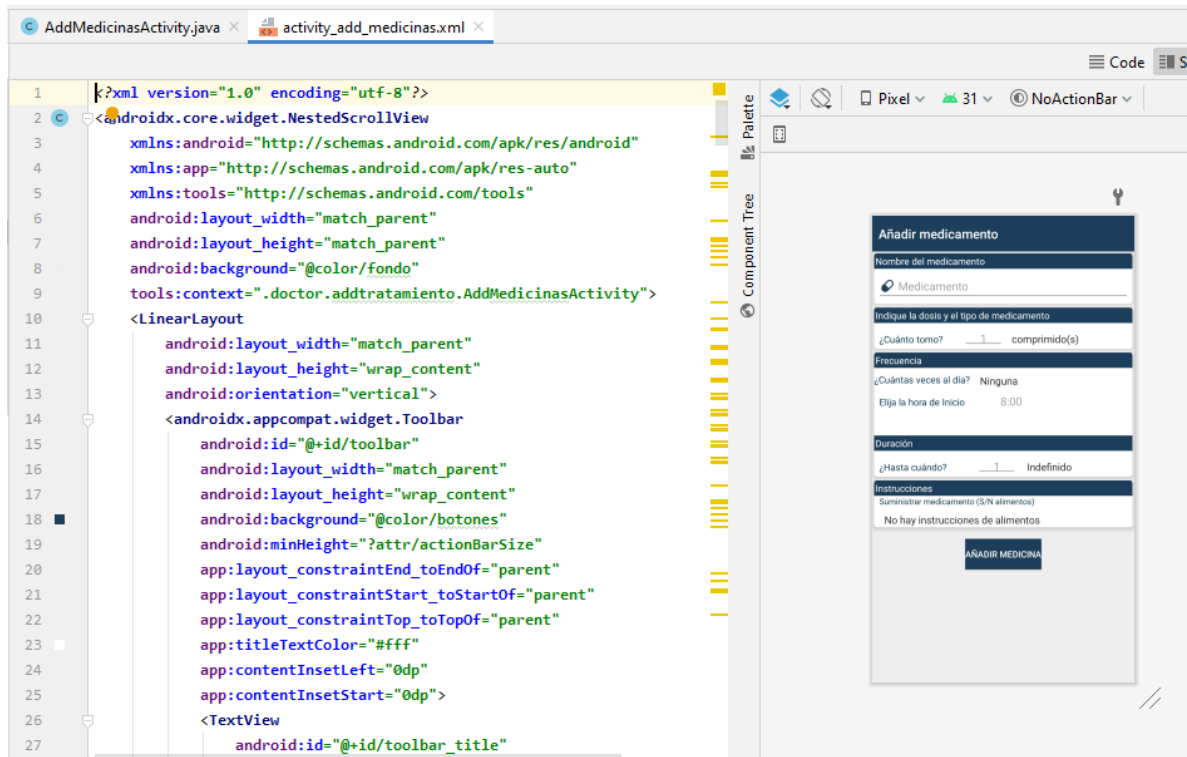 AddMedicinasActivity.java
activity_add_medicinas.xml
Code
S
1 <?xml version="1.0" encoding="utf-8"?>
2 <androidx.core.widget.NestedScrollView
3 xmlns:android="http://schemas.android.com/apk/res/android"
4 xmlns:app="http://schemas.android.com/apk/res-auto"
5 xmlns:tools="http://schemas.android.com/tools"
6 android:layout_width="match_parent"
7 android:layout_height="match_parent"
8 android:background="@color/fondo"
9 tools:context=".doctor.addtratamiento.AddMedicinasActivity">
10 <LinearLayout
11 android:layout_width="match_parent"
12 android:layout_height="wrap_content"
13 android:orientation="vertical">
14 <androidx.appcompat.widget.Toolbar
15 android:id="@+id/toolbar"
16 android:layout_width="match_parent"
17 android:layout_height="wrap_content"
18 android:background="@color/botones"
19 android:minHeight="?attr/actionBarSize"
20 app:layout_constraintEnd_toEndOf="parent"
21 app:layout_constraintStart_toStartOf="parent"
22 app:layout_constraintTop_toTopOf="parent"
23 app:titleTextColor="#fff"
24 app:contentInsetLeft="0dp"
25 app:contentInsetStart="0dp">
26 <TextView
27 android:id="@+id/toolbar_title"
Palette
Component Tree
Pixel 31 NoActionBar
Añadir medicamento
Nombre del medicamento
Medicamento
Indique la dosis y el tipo de medicamento
¿Cuánto tomo? 1 comprimido(s)
Frecuencia
¿Cuántas veces al día? Ninguna
Elija la hora de Inicio 8:00
Duración
¿Hasta cuándo? 1 Indefinido
Instrucciones
Suministrar medicamento (S/N alimentos)
No hay instrucciones de alimentos
AÑADIR MEDICINA